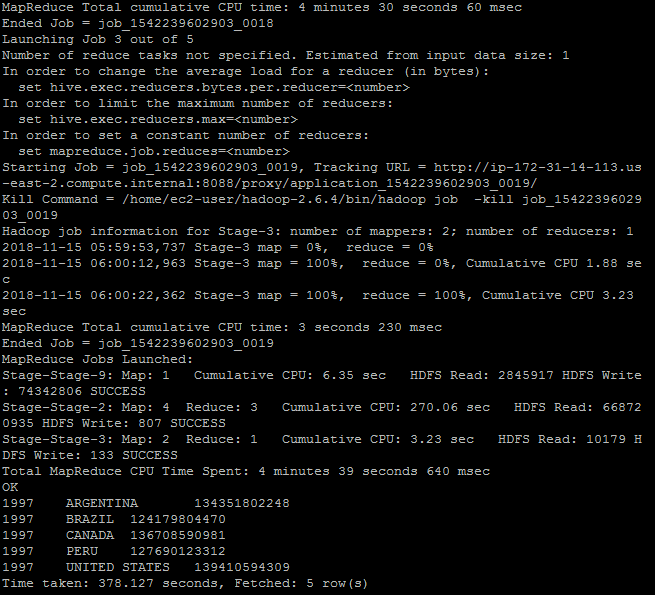 MapReduce Total cumulative CPU time: 4 minutes 30 seconds 60 msec
Ended Job = job_1542239602903_0018
Launching Job 3 out of 5
Number of reduce tasks not specified. Estimated from input data size: 1
In order to change the average load for a reducer (in bytes):
  set hive.exec.reducers.bytes.per.reducer=<number>
In order to limit the maximum number of reducers:
  set hive.exec.reducers.max=<number>
In order to set a constant number of reducers:
  set mapreduce.job.reduces=<number>
Starting Job = job_1542239602903_0019, Tracking URL = http://ip-172-31-14-113.us
-east-2.compute.internal:8088/proxy/application_1542239602903_0019/
Kill Command = /home/ec2-user/hadoop-2.6.4/bin/hadoop job  -kill job_15422396029
03_0019
Hadoop job information for Stage-3: number of mappers: 2; number of reducers: 1
2018-11-15 05:59:53,737 Stage-3 map = 0%,  reduce = 0%
2018-11-15 06:00:12,963 Stage-3 map = 100%,  reduce = 0%, Cumulative CPU 1.88 se
c
2018-11-15 06:00:22,362 Stage-3 map = 100%,  reduce = 100%, Cumulative CPU 3.23
sec
MapReduce Total cumulative CPU time: 3 seconds 230 msec
Ended Job = job_1542239602903_0019
MapReduce Jobs Launched:
Stage-Stage-9: Map: 1   Cumulative CPU: 6.35 sec   HDFS Read: 2845917 HDFS Write
: 74342806 SUCCESS
Stage-Stage-2: Map: 4  Reduce: 3   Cumulative CPU: 270.06 sec   HDFS Read: 66872
0935 HDFS Write: 807 SUCCESS
Stage-Stage-3: Map: 2  Reduce: 1   Cumulative CPU: 3.23 sec   HDFS Read: 10179 H
DFS Write: 133 SUCCESS
Total MapReduce CPU Time Spent: 4 minutes 39 seconds 640 msec
OK
1997    ARGENTINA       134351802248
1997    BRAZIL  124179804470
1997    CANADA  136708590981
1997    PERU    127690123312
1997    UNITED STATES   139410594309
Time taken: 378.127 seconds, Fetched: 5 row(s)